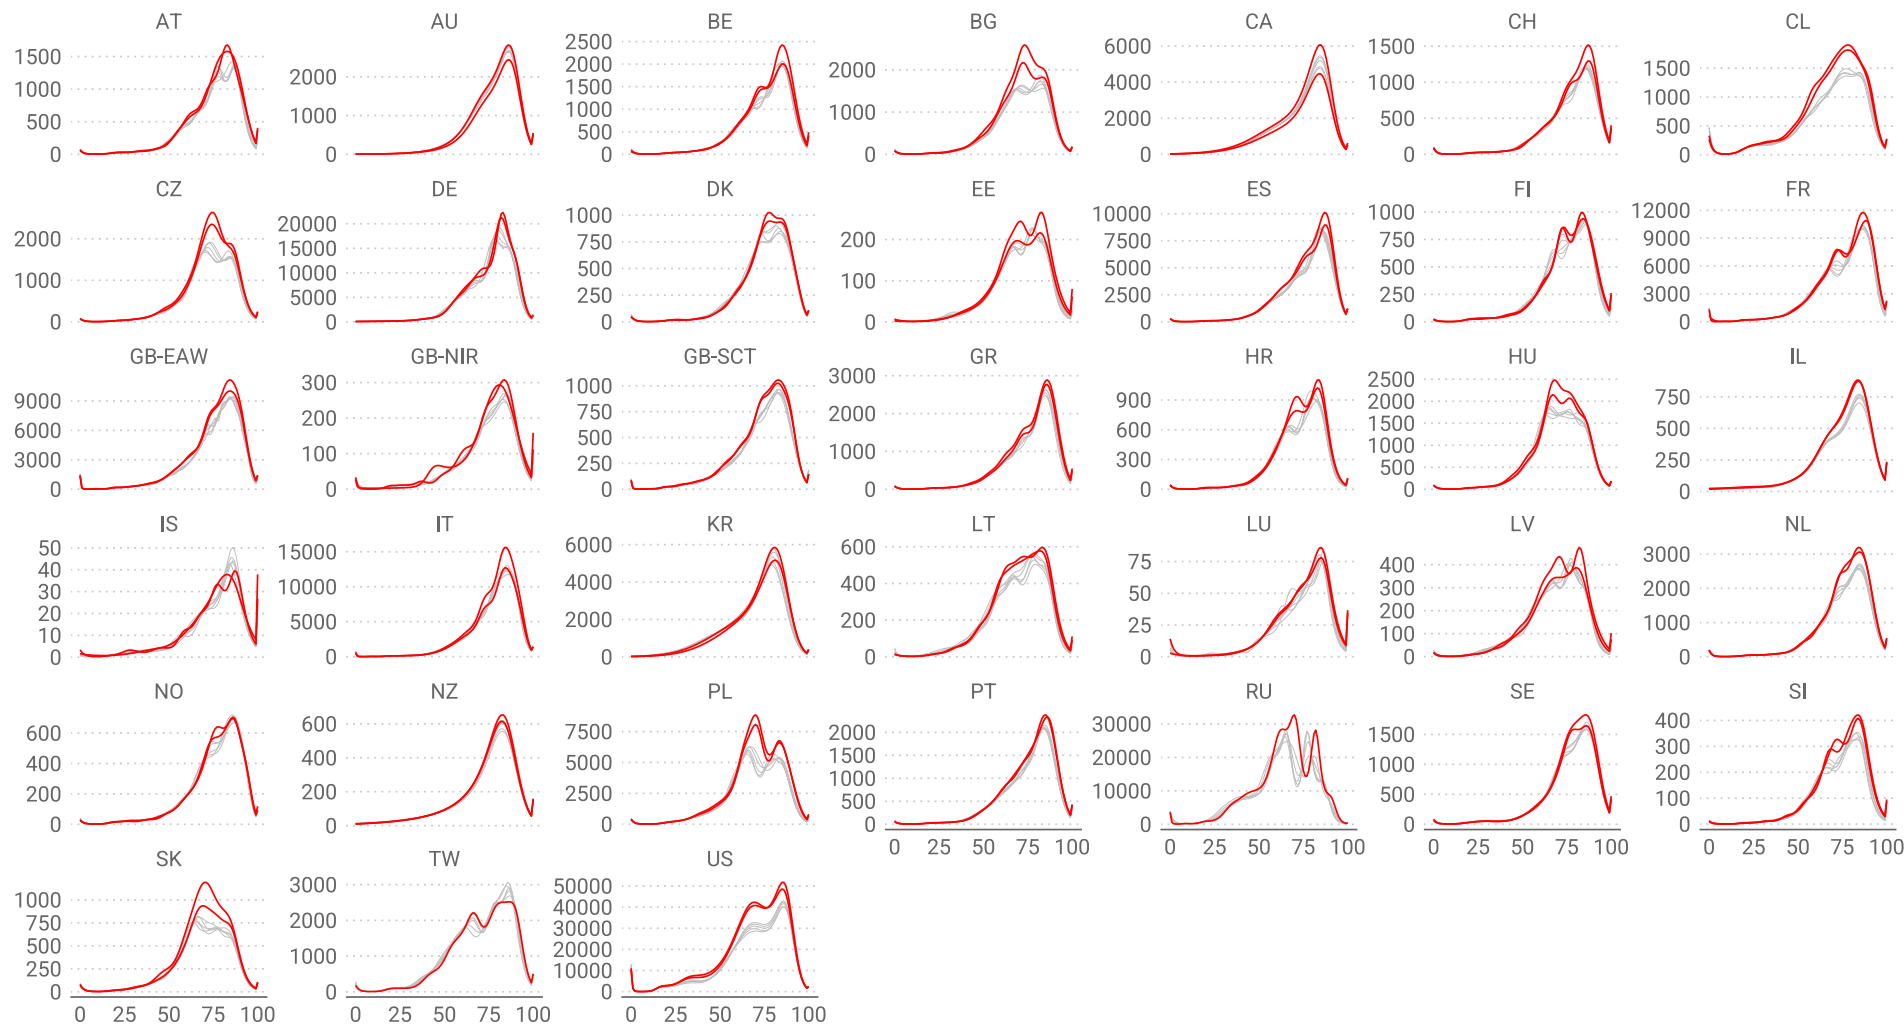 AT AU BE BG CA CH CL
1500 1000 500 0
2000 1000 0
2500 2000 1500 1000 500 0
2000 1000 0
6000 4000 2000 0
1500 1000 500 0
1500 1000 500 0
CZ DE DK EE ES FI FR
2000 1000 0
20000 15000 10000 5000 0
1000 750 500 250 0
200 100 0
10000 7500 5000 2500 0
1000 750 500 250 0
12000 9000 6000 3000 0
GB-EAW GB-NIR GB-SCT GR HR HU IL
9000 6000 3000 0
300 200 100 0
1000 750 500 250 0
3000 2000 1000 0
900 600 300 0
2500 2000 1500 1000 500 0
750 500 250 0
IS IT KR LT LU LV NL
50 40 30 20 10 0
15000 10000 5000 0
6000 4000 2000 0
600 400 200 0
75 50 25 0
400 300 200 100 0
3000 2000 1000 0
NO NZ PL PT RU SE SI
600 400 200 0
600 400 200 0
7500 5000 2500 0
2000 1500 1000 500 0
30000 20000 10000 0
1500 1000 500 0
400 300 200 100 0
0 25 50 75 100 0 25 50 75 100 0 25 50 75 100 0 25 50 75 100
SK TW US
1000 750 500 250 0
3000 2000 1000 0
50000 40000 30000 20000 10000 0
0 25 50 75 100 0 25 50 75 100 0 25 50 75 100